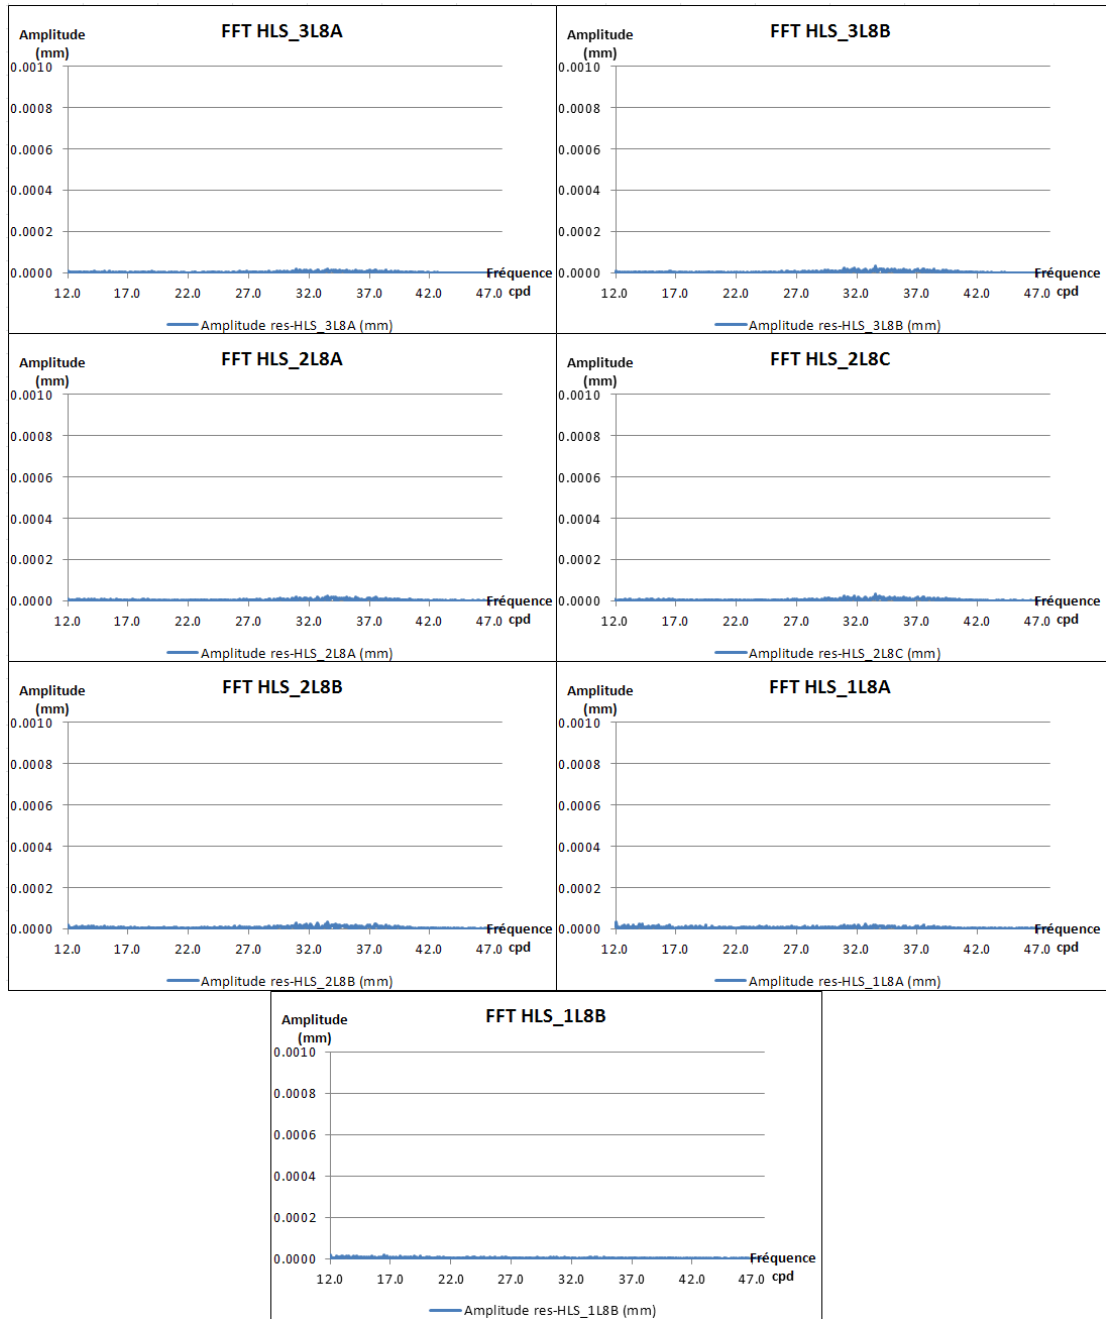 Amplitude
(mm)
FFT HLS_3L8A
0.0010
0.0008
0.0006
0.0004
0.0002
0.0000
12.0 17.0 22.0 27.0 32.0 37.0 42.0 47.0
Fréquence
cpd
Amplitude res-HLS_3L8A (mm)
Amplitude
(mm)
FFT HLS_3L8B
0.0010
0.0008
0.0006
0.0004
0.0002
0.0000
12.0 17.0 22.0 27.0 32.0 37.0 42.0 47.0
Fréquence
cpd
Amplitude res-HLS_3L8B (mm)
Amplitude
(mm)
FFT HLS_2L8A
0.0010
0.0008
0.0006
0.0004
0.0002
0.0000
12.0 17.0 22.0 27.0 32.0 37.0 42.0 47.0
Fréquence
cpd
Amplitude res-HLS_2L8A (mm)
Amplitude
(mm)
FFT HLS_2L8C
0.0010
0.0008
0.0006
0.0004
0.0002
0.0000
12.0 17.0 22.0 27.0 32.0 37.0 42.0 47.0
Fréquence
cpd
Amplitude res-HLS_2L8C (mm)
Amplitude
(mm)
FFT HLS_2L8B
0.0010
0.0008
0.0006
0.0004
0.0002
0.0000
12.0 17.0 22.0 27.0 32.0 37.0 42.0 47.0
Fréquence
cpd
Amplitude res-HLS_2L8B (mm)
Amplitude
(mm)
FFT HLS_1L8A
0.0010
0.0008
0.0006
0.0004
0.0002
0.0000
12.0 17.0 22.0 27.0 32.0 37.0 42.0 47.0
Fréquence
cpd
Amplitude res-HLS_1L8A (mm)
Amplitude
(mm)
FFT HLS_1L8B
0.0010
0.0008
0.0006
0.0004
0.0002
0.0000
12.0 17.0 22.0 27.0 32.0 37.0 42.0 47.0
Fréquence
cpd
Amplitude res-HLS_1L8B (mm)